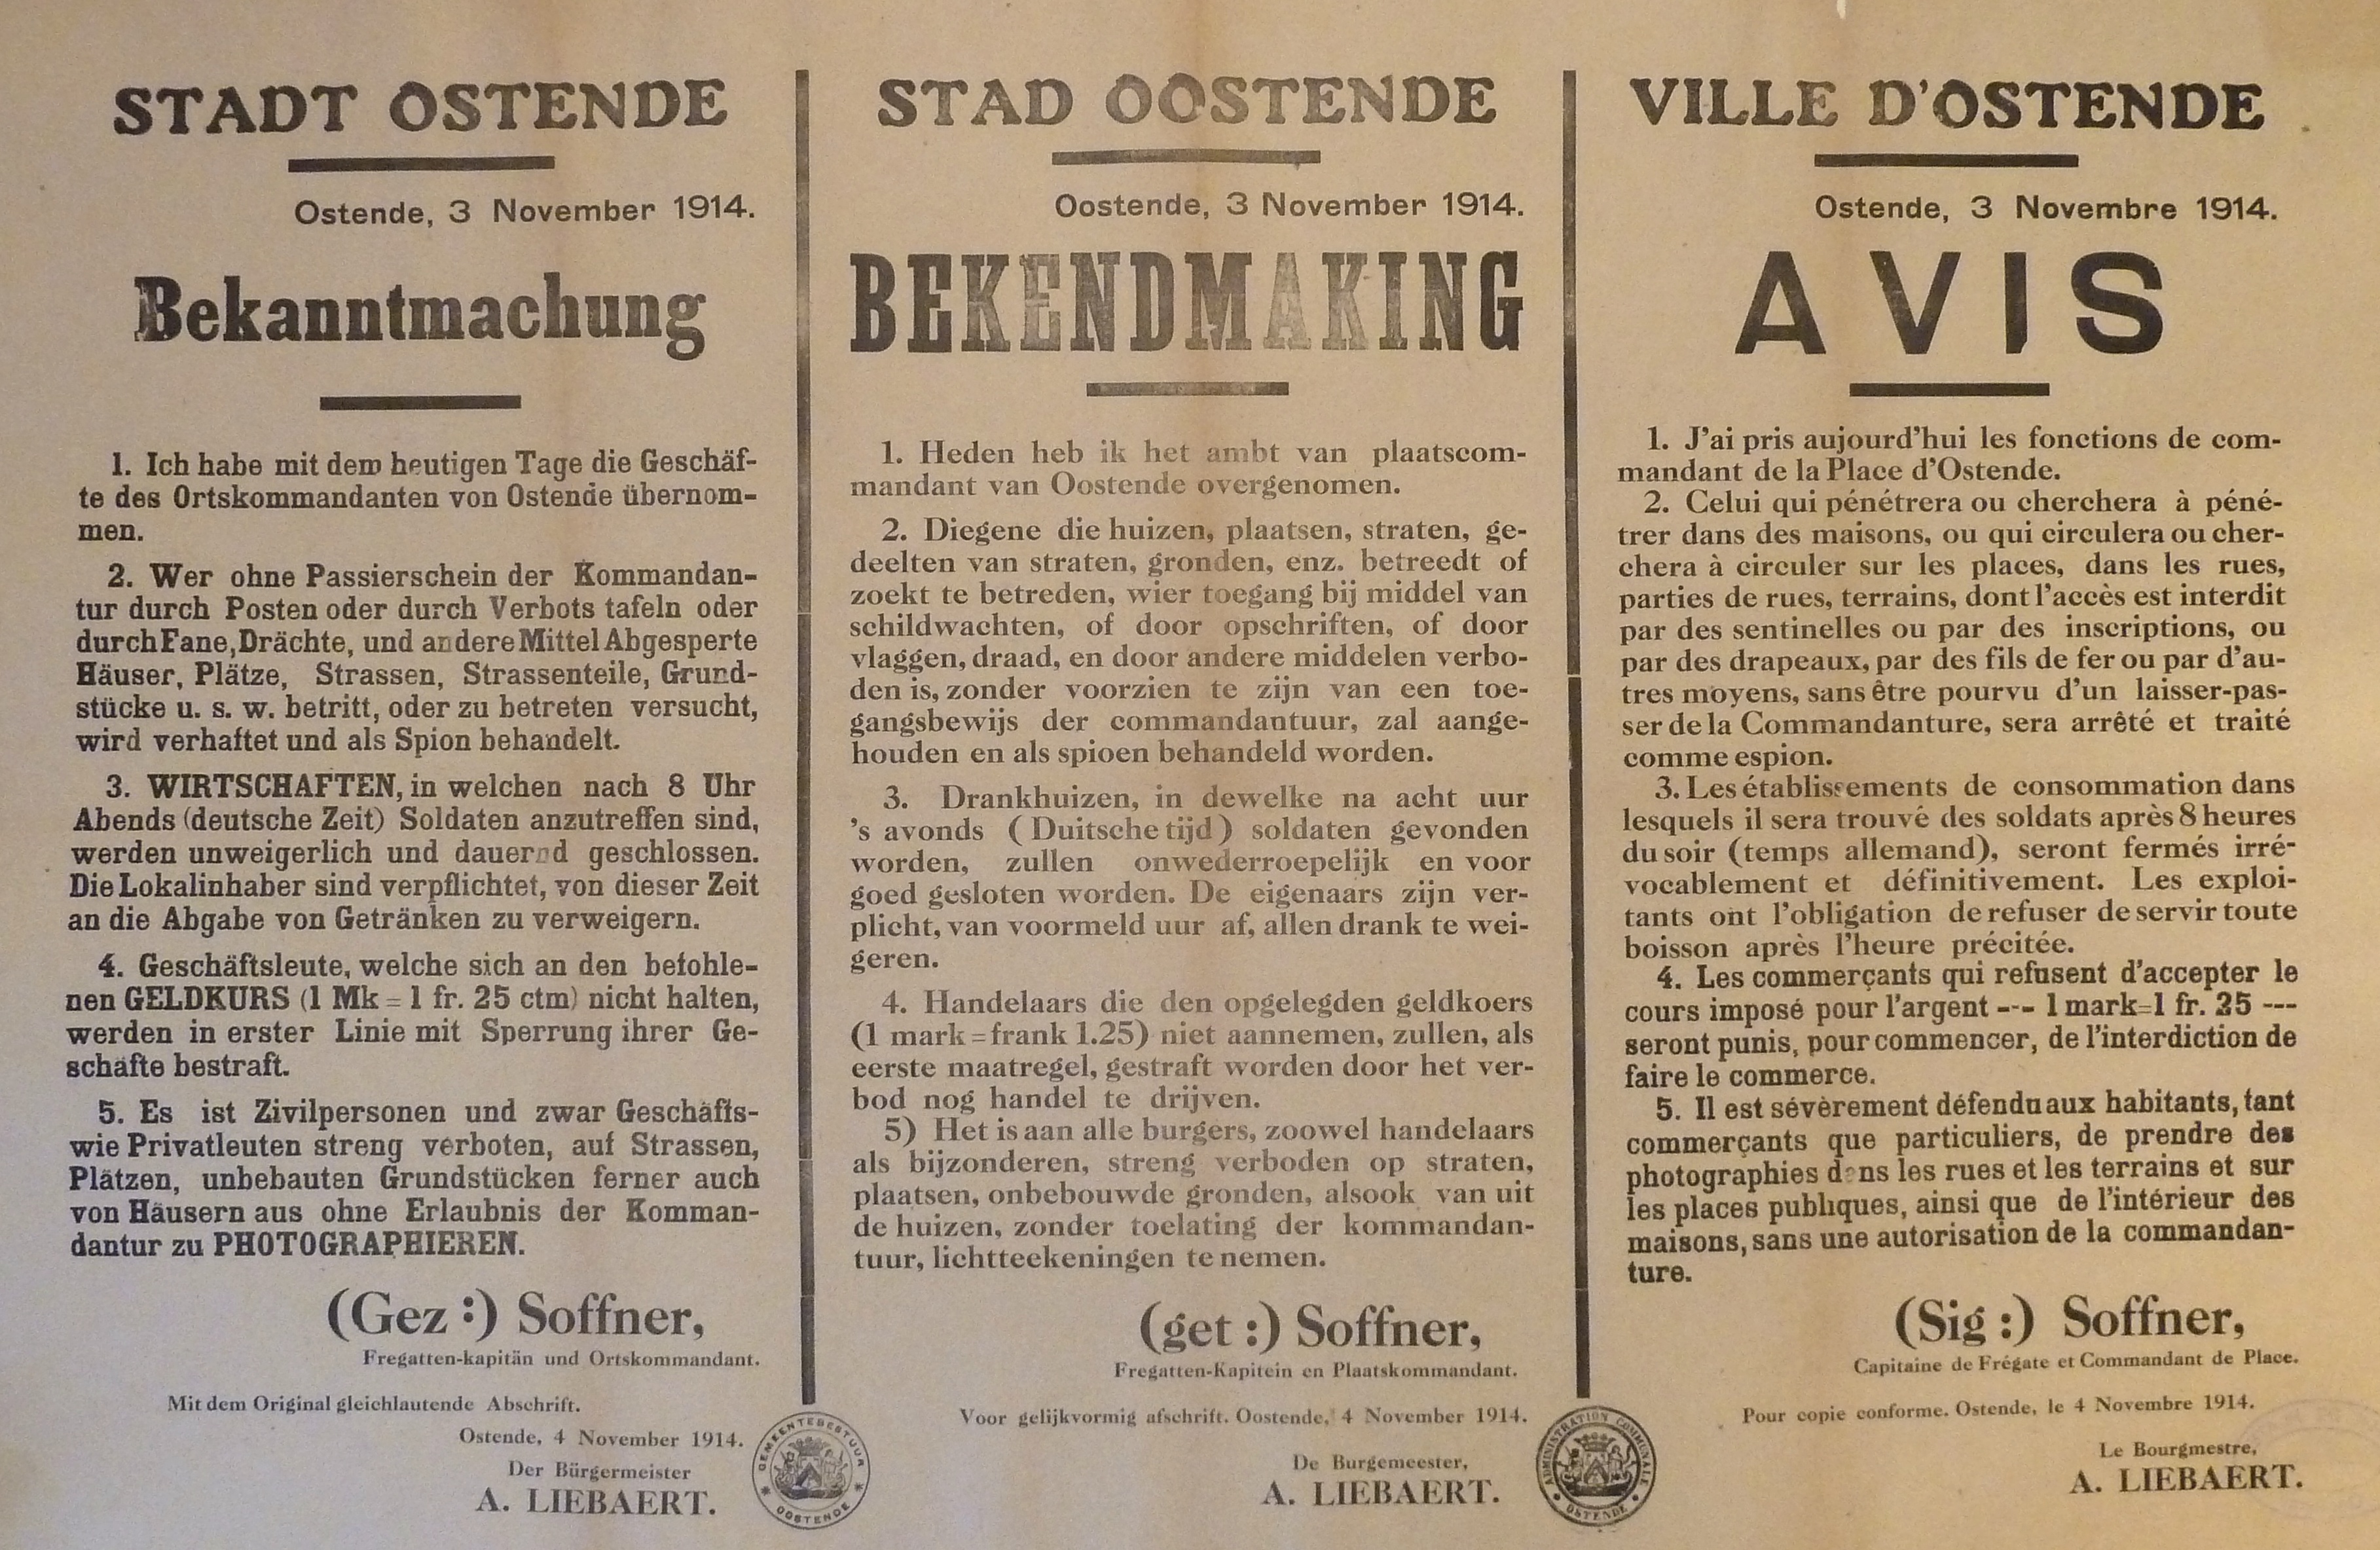 STADT OSTENDE
Ostende, 3 November 1914.
Bekanntmachung
1. Ich habe mit dem heutigen Tage die Geschäf-
te des Ortskommandanten von Ostende übernom-
men.
2. Wer ohne Passierschein der Kommandan-
tur durch Posten oder durch Verbots tafeln oder
durch Fane, Drächte, und andere Mittel Abgesperte
Häuser, Plätze, Strassen, Strassenteile, Grund-
stücke u. s. w. betritt, oder zu betreten versucht,
wird verhaftet und als Spion behandelt.
3. WIRTSCHAFTEN, in welchen nach 8 Uhr
Abends (deutsche Zeit) Soldaten anzutreffen sind,
werden unweigerlich und dauernd geschlossen.
Die Lokalinhaber sind verpflichtet, von dieser Zeit
an die Abgabe von Getränken zu verweigern.
4. Geschäftsleute, welche sich an den befohle-
nen GELDKURS (1 Mk = 1 fr. 25 ctm) nicht halten,
werden in erster Linie mit Sperrung ihrer Ge-
schäfte bestraft.
5. Es ist Zivilpersonen und zwar Geschäfts-
wie Privatleuten streng verboten, auf Strassen,
Plätzen, unbebauten Grundstücken ferner auch
von Häusern aus ohne Erlaubnis der Komman-
dantur zu PHOTOGRAPHIEREN.
(Gez :) Soffner,
Fregatten-kapitän und Ortskommandant.
Mit dem Original gleichlautende Abschrift.
Ostende, 4 November 1914.
Der Bürgermeister
A. LIEBAERT.
GEMEENTEBESTUUR
OOSTENDE
STAD OOSTENDE
Oostende, 3 November 1914.
BEKENDMAKING
1. Heden heb ik het ambt van plaatscom-
mandant van Oostende overgenomen.
2. Diegene die huizen, plaatsen, straten, ge-
deelten van straten, gronden, enz. betreedt of
zoekt te betreden, wier toegang bij middel van
schildwachten, of door opschriften, of door
vlaggen, draad, en door andere middelen verbo-
den is, zonder voorzien te zijn van een toe-
gangsbewijs der commandantuur, zal aange-
houden en als spioen behandeld worden.
3. Drankhuizen, in dewelke na acht uur
's avonds (Duitsche tijd) soldaten gevonden
worden, zullen onwederroepelijk en voor
goed gesloten worden. De eigenaars zijn ver-
plicht, van voormeld uur af, allen drank te wei-
geren.
4. Handelaars die den opgelegden geldkoers
(1 mark = frank 1.25) niet aannemen, zullen, als
eerste maatregel, gestraft worden door het ver-
bod nog handel te drijven.
5) Het is aan alle burgers, zoowel handelaars
als bijzonderen, streng verboden op straten,
plaatsen, onbebouwde gronden, alsook van uit
de huizen, zonder toelating der kommandan-
tuur, lichtteekeningen te nemen.
(get :) Soffner,
Fregatten-Kapitein en Plaatskommandant.
Voor gelijkvormig afschrift. Oostende, 4 November 1914.
De Burgemeester,
A. LIEBAERT.
ADMINISTRATION COMMUNALE
OSTENDE
VILLE D'OSTENDE
Ostende, 3 Novembre 1914.
AVIS
1. J'ai pris aujourd'hui les fonctions de com-
mandant de la Place d'Ostende.
2. Celui qui pénétrera ou cherchera à péné-
trer dans des maisons, ou qui circulera ou cher-
chera à circuler sur les places, dans les rues,
parties de rues, terrains, dont l'accès est interdit
par des sentinelles ou par des inscriptions, ou
par des drapeaux, par des fils de fer ou par d'au-
tres moyens, sans être pourvu d'un laisser-pas-
ser de la Commandanture, sera arrêté et traité
comme espion.
3. Les établissements de consommation dans
lesquels il sera trouvé des soldats après 8 heures
du soir (temps allemand), seront fermés irré-
vocablement et définitivement. Les exploi-
tants ont l'obligation de refuser de servir toute
boisson après l'heure précitée.
4. Les commerçants qui refusent d'accepter le
cours imposé pour l'argent --- 1 mark=1 fr. 25 ---
seront punis, pour commencer, de l'interdiction de
faire le commerce.
5. Il est sévèrement défendu aux habitants, tant
commerçants que particuliers, de prendre des
photographies dans les rues et les terrains et sur
les places publiques, ainsi que de l'intérieur des
maisons, sans une autorisation de la commandan-
ture.
(Sig :) Soffner,
Capitaine de Frégate et Commandant de Place.
Pour copie conforme. Ostende, le 4 Novembre 1914.
Le Bourgmestre,
A. LIEBAERT.